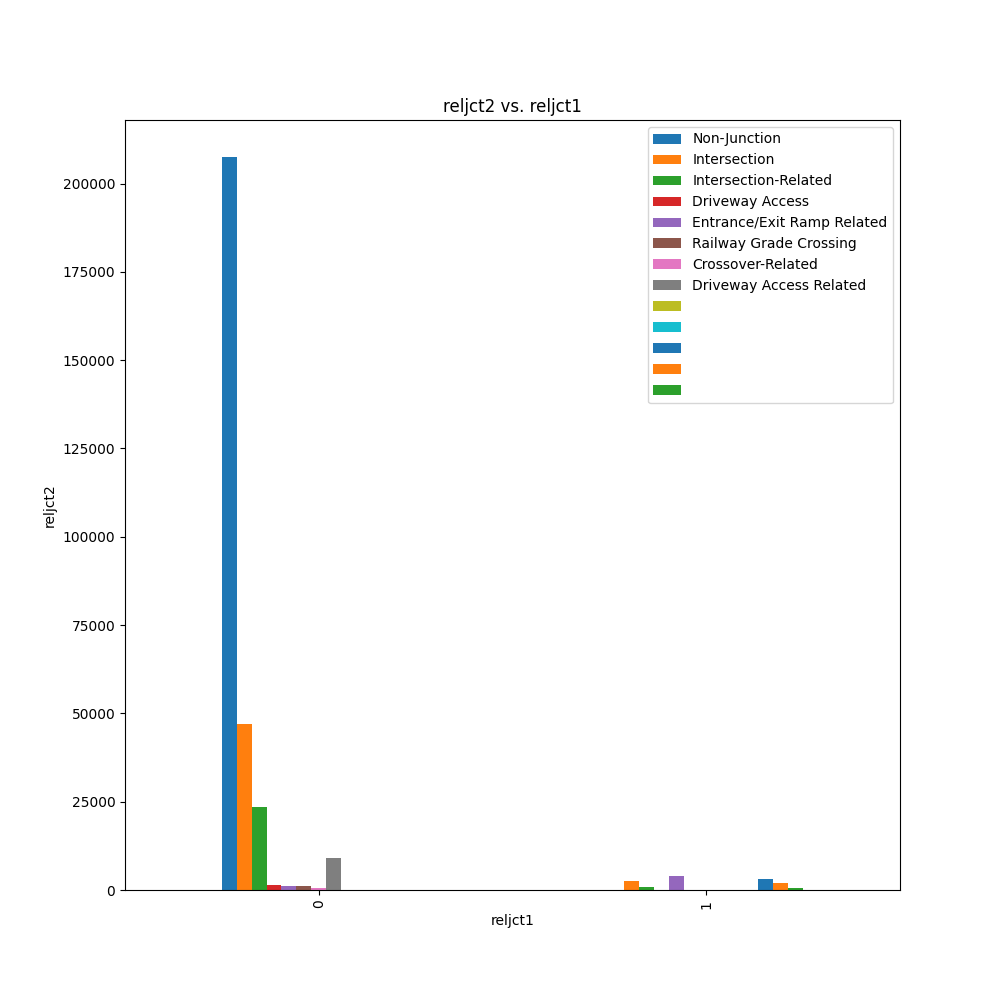 reljct2 vs. reljct1
Non-Junction
Intersection
Intersection-Related
Driveway Access
Entrance/Exit Ramp Related
Railway Grade Crossing
Crossover-Related
Driveway Access Related
200000
175000
150000
125000
100000
75000
50000
25000
0
reljct2
0
1
reljct1